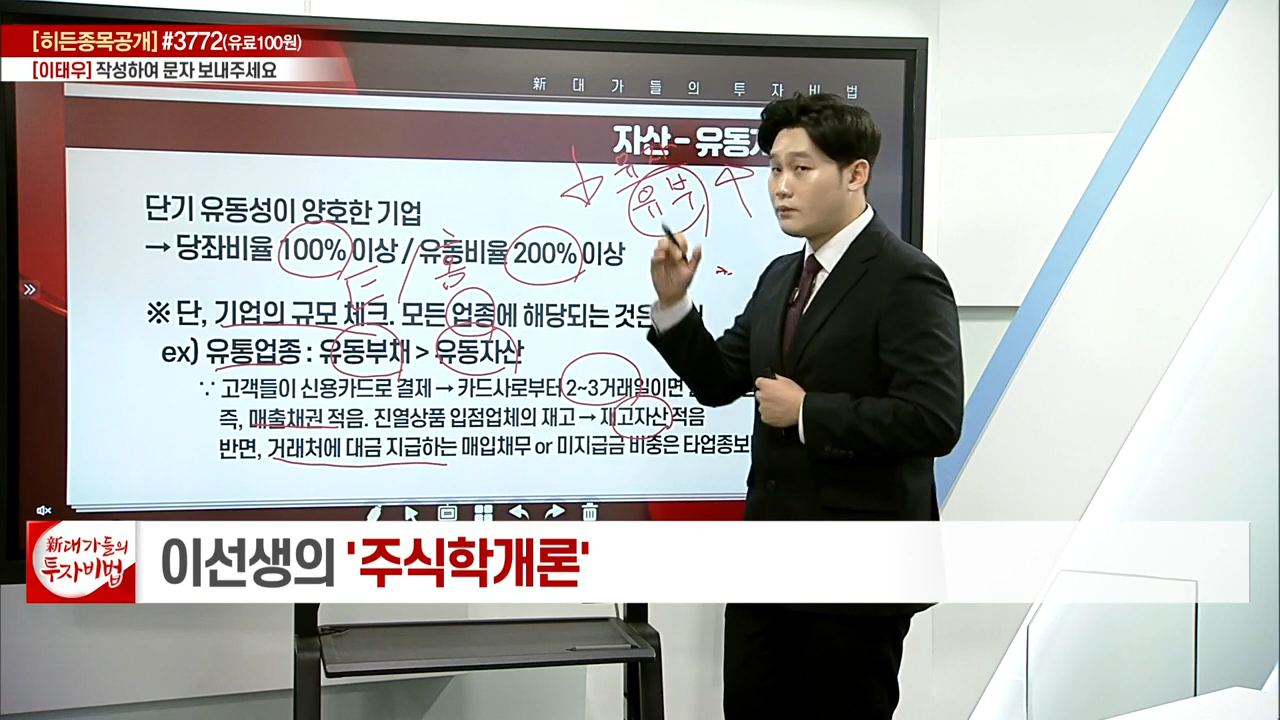 [히든종목공개] #3772(유료100원)
[이태우] 작성하여 문자 보내주세요
新 대 가 들 의 투 자 비 법
자산 - 유동
유부
단기 유동성이 양호한 기업
→ 당좌비율 100% 이상 / 유동비율 200% 이상
※ 단, 기업의 규모 체크. 모든 업종에 해당되는 것은
ex) 유통업종 : 유동부채 > 유동자산
∵ 고객들이 신용카드로 결제 → 카드사로부터 2~3거래일이면
즉, 매출채권 적음. 진열상품 입점업체의 재고 → 재고자산 적음
반면, 거래처에 대금 지급하는 매입채무 or 미지급금 비중은 타업종보
新대가들의
투자비법
이선생의 '주식학개론'